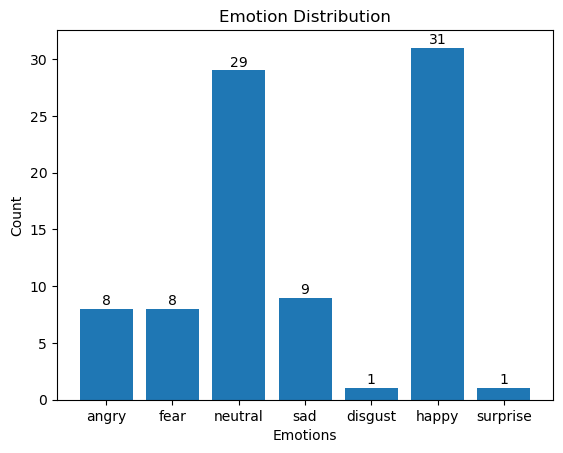 Emotion Distribution
31
30
29
25
20
15
10
9
8
8
5
1
1
0
Count
angry
fear
neutral
sad
disgust
happy
surprise
Emotions